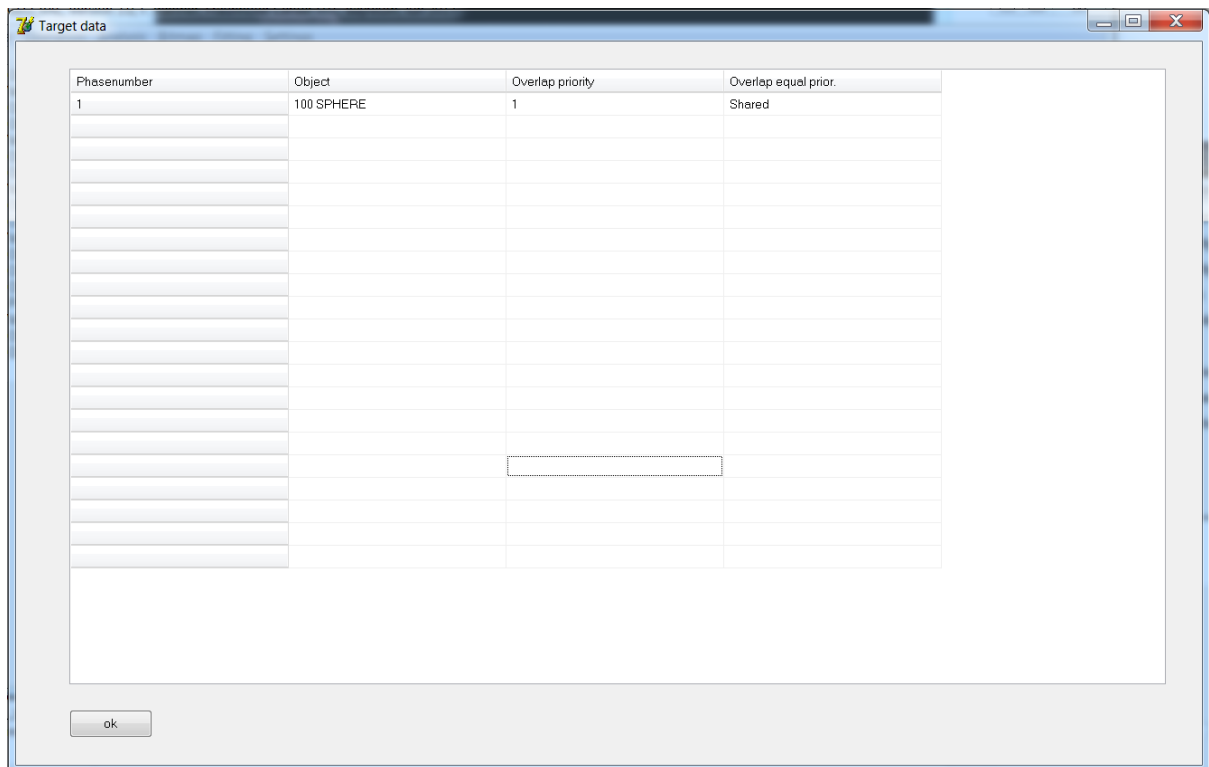 Target data
Phasenumber Object Overlap priority Overlap equal prior.
1 100 SPHERE 1 Shared
ok